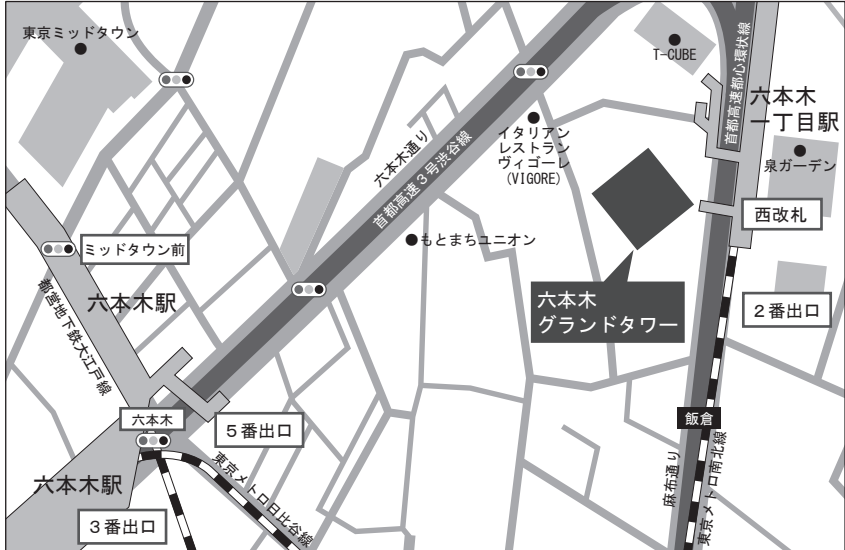 東京ミッドタウン
T-CUBE
首都高速都心環状線
六本木
一丁目駅
泉ガーデン
イタリアン
レストラン
ヴィゴーレ
(VIGORE)
六本木通り
首都高速3号渋谷線
西改札
もとまちユニオン
ミッドタウン前
六本木駅
都営地下鉄大江戸線
六本木
グランドタワー
2番出口
六本木
5番出口
飯倉
麻布通り
東京メトロ南北線
東京メトロ日比谷線
六本木駅
3番出口